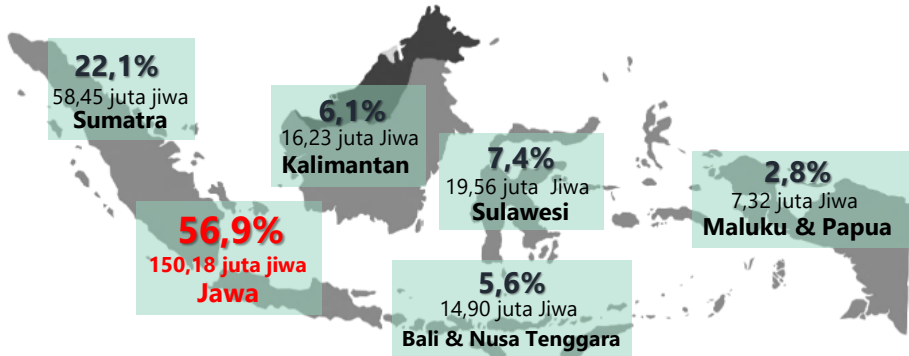 22,1%
58,45 juta jiwa
Sumatra
6,1%
16,23 juta Jiwa
Kalimantan
7,4%
19,56 juta Jiwa
Sulawesi
2,8%
7,32 juta Jiwa
Maluku & Papua
56,9%
150,18 juta jiwa
Jawa
5,6%
14,90 juta Jiwa
Bali & Nusa Tenggara